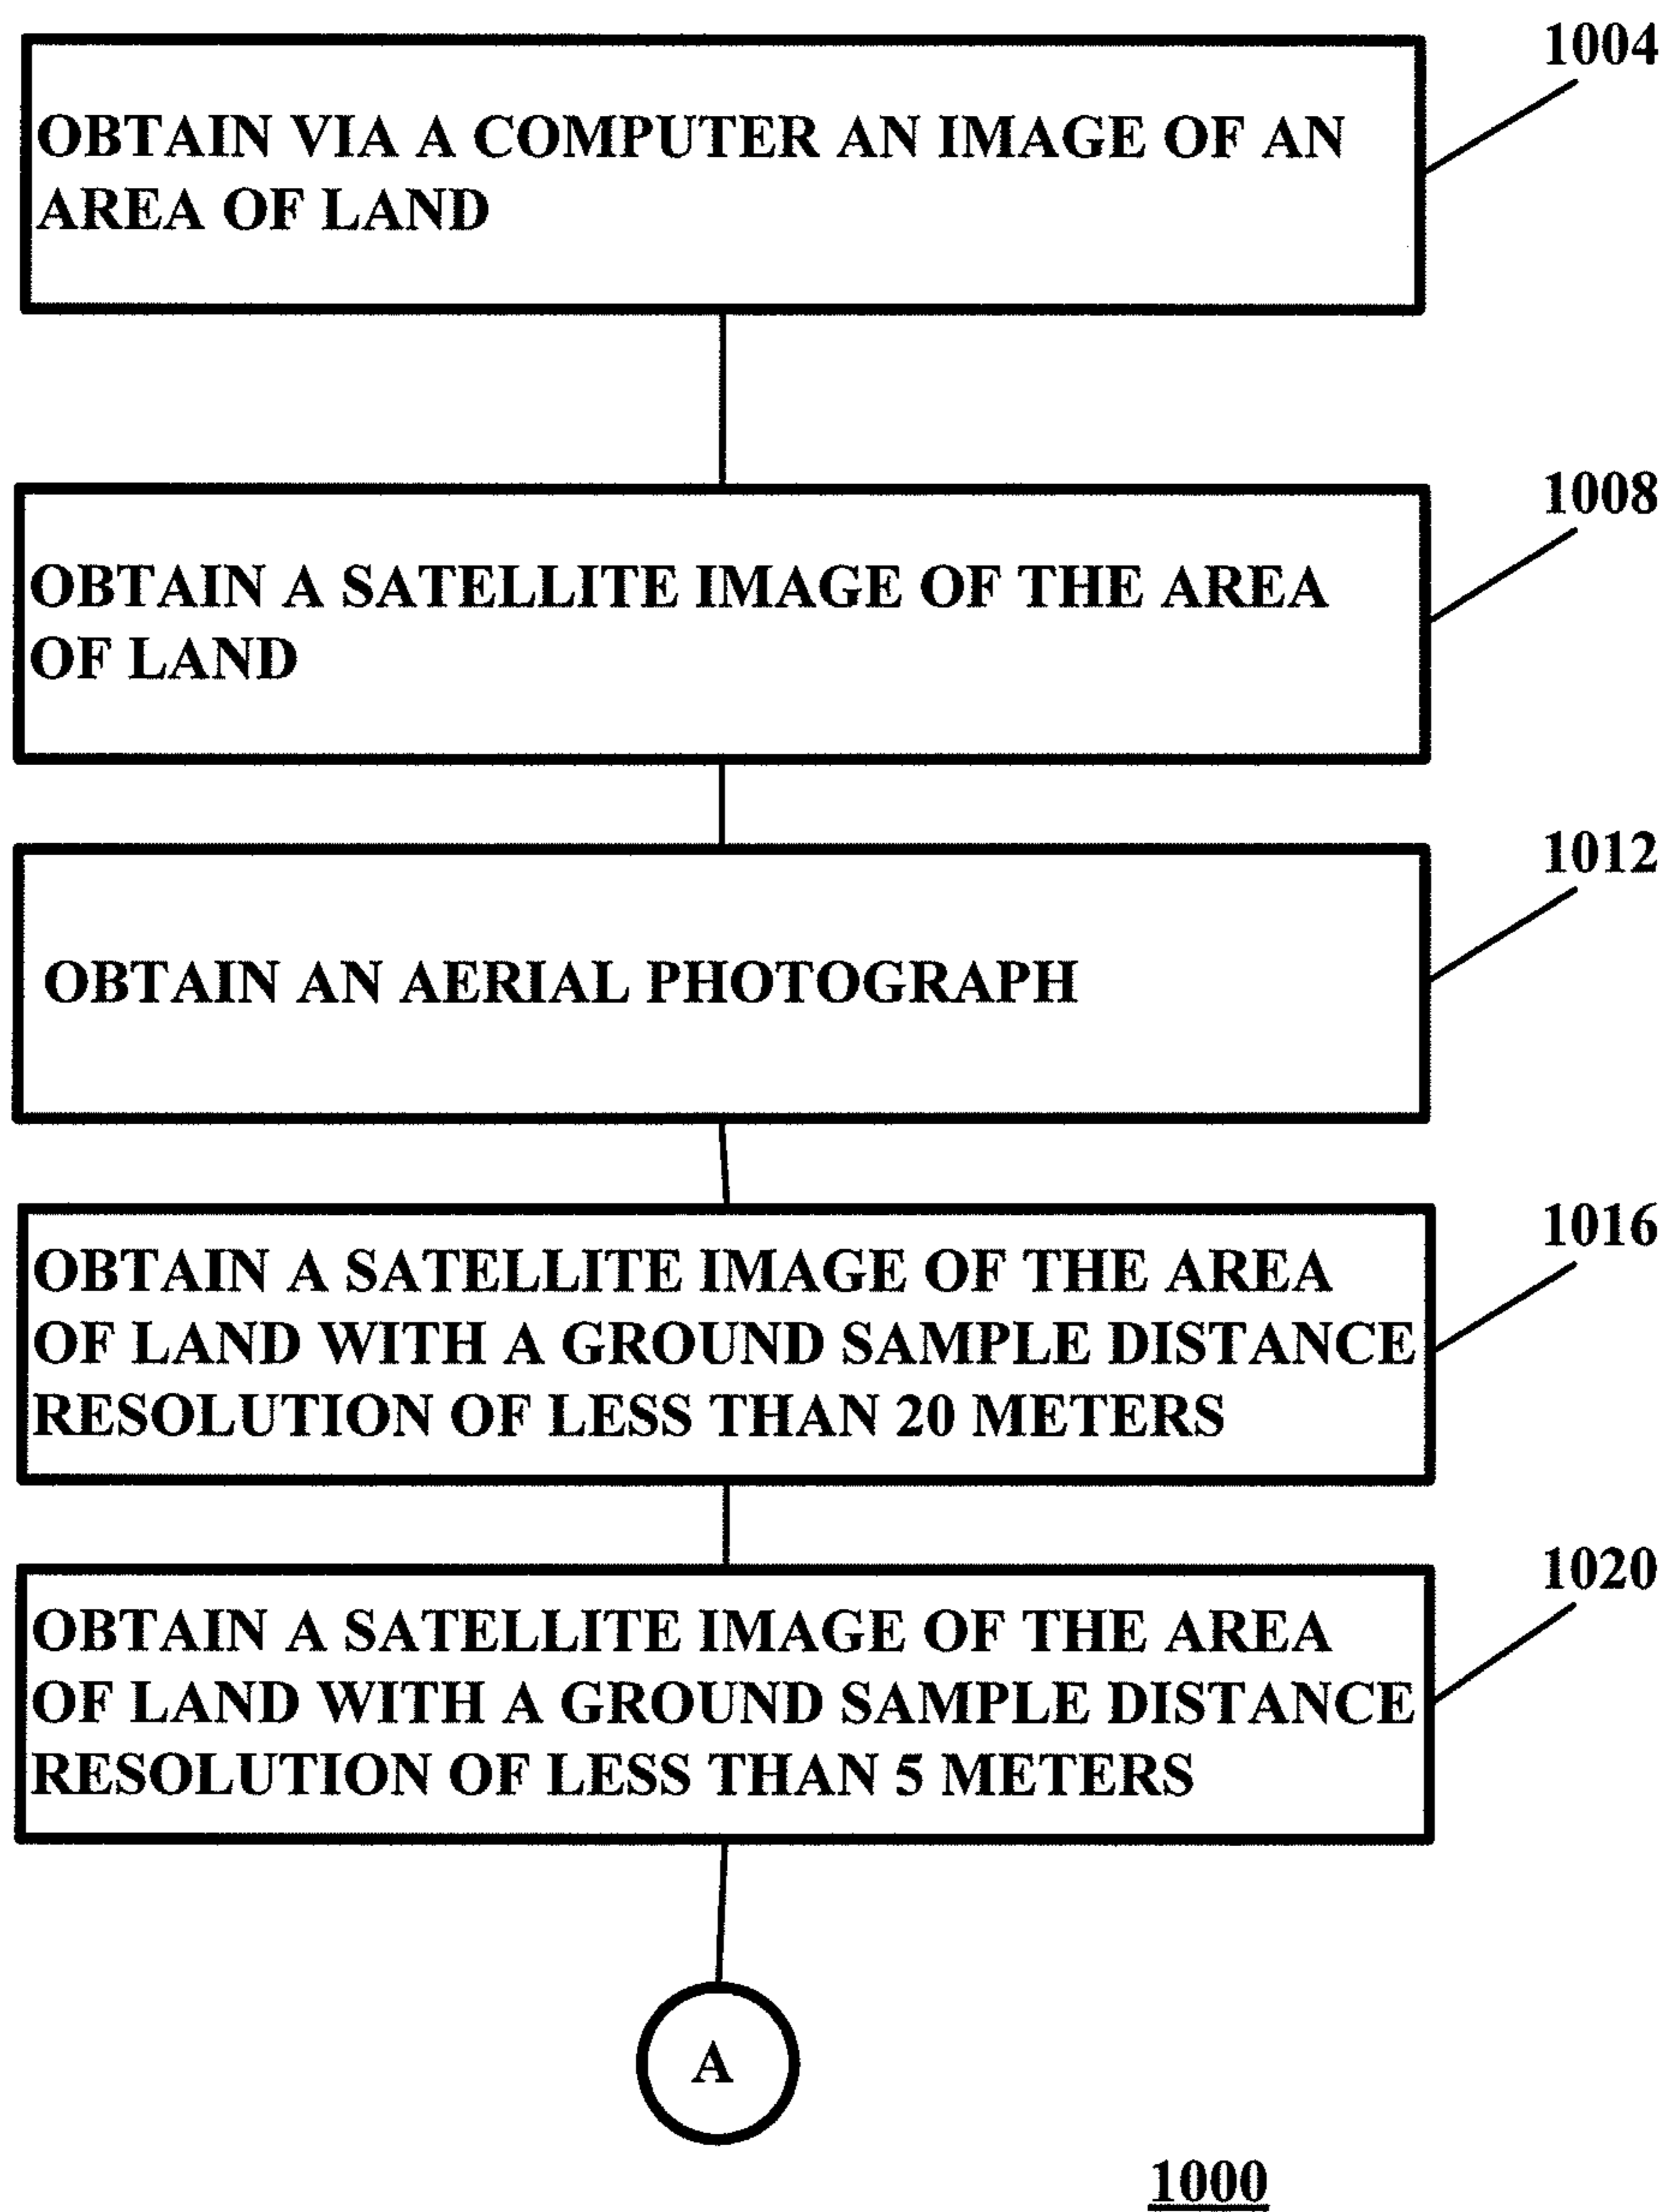 1004
OBTAIN VIA A COMPUTER AN IMAGE OF AN
AREA OF LAND
1008
OBTAIN A SATELLITE IMAGE OF THE AREA
OF LAND
1012
OBTAIN AN AERIAL PHOTOGRAPH
1016
OBTAIN A SATELLITE IMAGE OF THE AREA
OF LAND WITH A GROUND SAMPLE DISTANCE
RESOLUTION OF LESS THAN 20 METERS
1020
OBTAIN A SATELLITE IMAGE OF THE AREA
OF LAND WITH A GROUND SAMPLE DISTANCE
RESOLUTION OF LESS THAN 5 METERS
A
1000